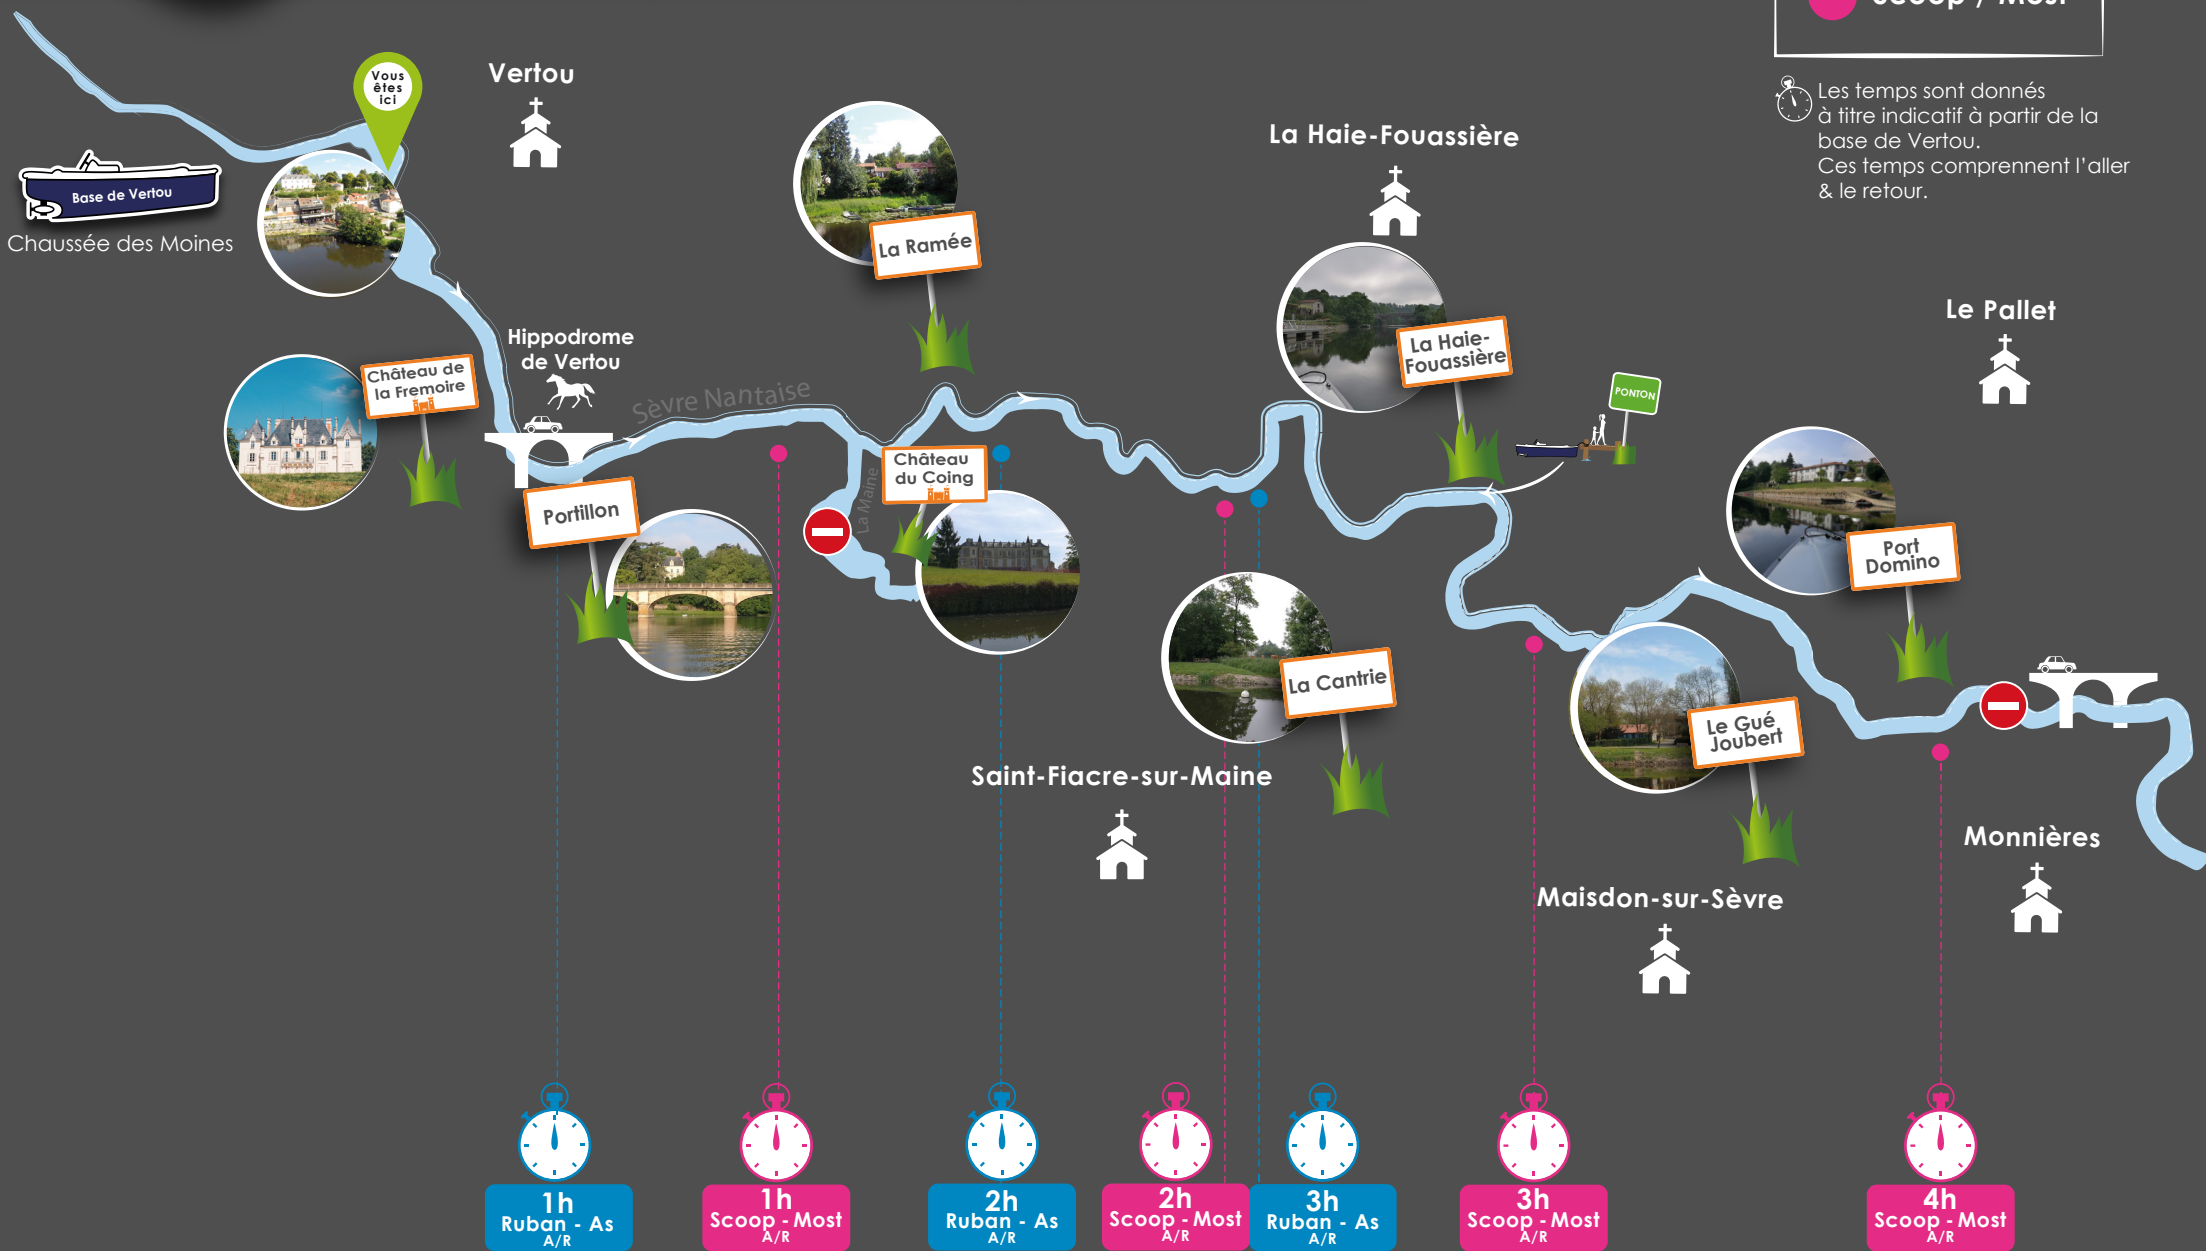 Scoop / Most
Les temps sont donnés
à titre indicatif à partir de la
base de Vertou.
Ces temps comprennent l'aller
& le retour.
Vous
êtes
ici
Vertou
Base de Vertou
Chaussée des Moines
La Ramée
La Haie-Fouassière
La Haie-
Fouassière
PONTON
Le Pallet
Château de
la Fremoire
Hippodrome
de Vertou
Sèvre Nantaise
Portillon
La Maine
Château
du Coing
La Cantrie
Port
Domino
Le Gué
Joubert
Saint-Fiacre-sur-Maine
Monnières
Maisdon-sur-Sèvre
1h
Ruban - As
A/R
1h
Scoop - Most
A/R
2h
Ruban - As
A/R
2h
Scoop - Most
A/R
3h
Ruban - As
A/R
3h
Scoop - Most
A/R
4h
Scoop - Most
A/R